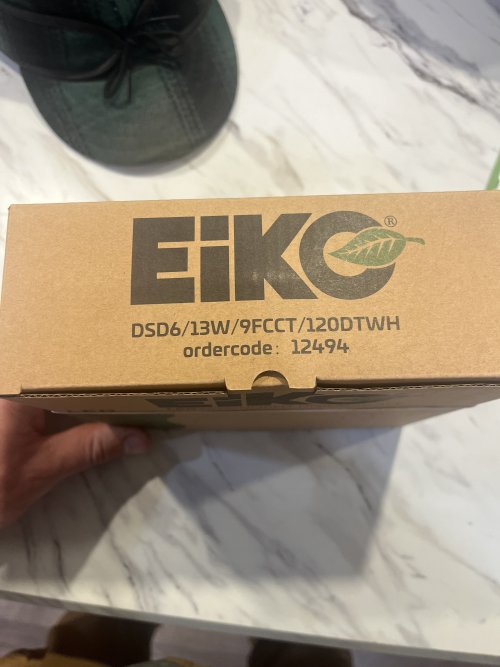 EiKO®
DSD6/13W/9FCCT/120DTWH
ordercode: 12494